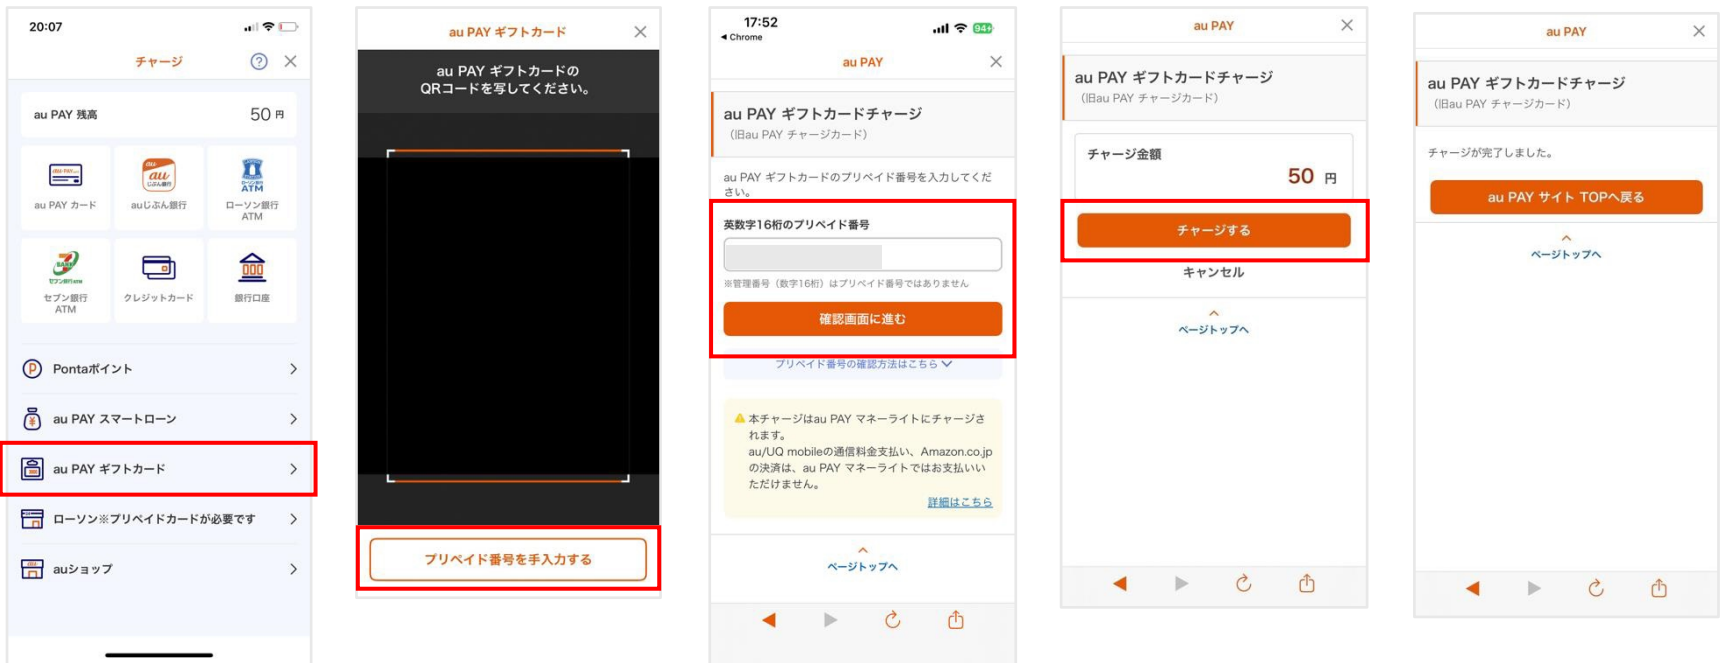 20:07
チャージ
au PAY 残高
50 円
au PAY カード
auじぶん銀行
ローソン銀行
ATM
セブン銀行
ATM
クレジットカード
銀行口座
Pontaポイント
au PAY スマートローン
au PAY ギフトカード
ローソン※プリペイドカードが必要です
auショップ
au PAY ギフトカード
au PAY ギフトカードの
QRコードを写してください。
プリペイド番号を手入力する
17:52
94
◀ Chrome
au PAY
au PAY ギフトカードチャージ
（旧au PAY チャージカード）
au PAY ギフトカードのプリペイド番号を入力してくだ
さい。
英数字16桁のプリペイド番号
※管理番号（数字16桁）はプリペイド番号ではありません
確認画面に進む
プリペイド番号の確認方法はこちら
本チャージはau PAY マネーライトにチャージさ
れます。
au/UQ mobileの通信料金支払い、Amazon.co.jp
の決済は、au PAY マネーライトではお支払いい
ただけません。
詳細はこちら
ページトップへ
au PAY
au PAY ギフトカードチャージ
（旧au PAY チャージカード）
チャージ金額
50 円
チャージする
キャンセル
ページトップへ
au PAY
au PAY ギフトカードチャージ
（旧au PAY チャージカード）
チャージが完了しました。
au PAY サイト TOPへ戻る
ページトップへ